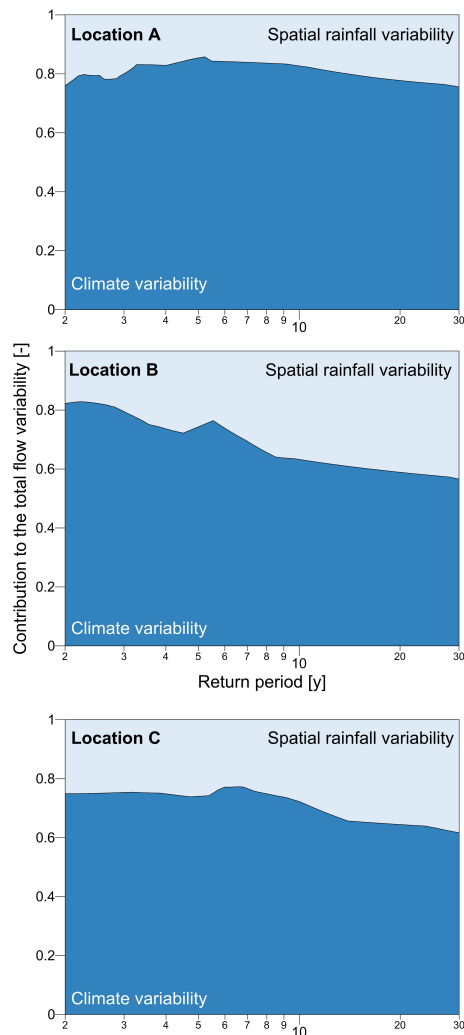 Location A
Spatial rainfall variability
1
0.8
0.6
0.4
0.2
0
Climate variability
2 3 4 5 6 7 8 9 10 20 30
Contribution to the total flow variability [-]
Location B
Spatial rainfall variability
1
0.8
0.6
0.4
0.2
0
Climate variability
2 3 4 5 6 7 8 9 10 20 30
Return period [y]
Location C
Spatial rainfall variability
1
0.8
0.6
0.4
0.2
0
Climate variability
2 3 4 5 6 7 8 9 10 20 30